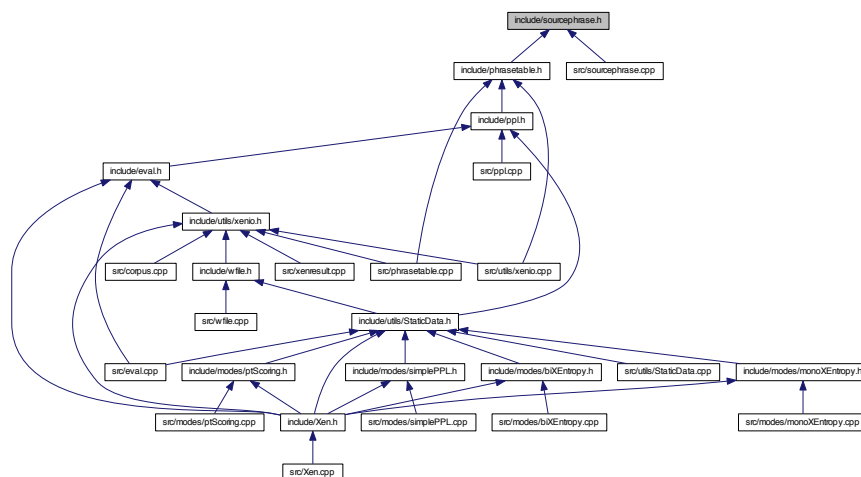 include/sourcephrase.h
include/phrasetable.h
src/sourcephrase.cpp
include/ppl.h
include/eval.h
src/ppl.cpp
include/utils/xenio.h
src/corpus.cpp
include/wfile.h
src/xenresult.cpp
src/phrasetable.cpp
src/utils/xenio.cpp
src/wfile.cpp
include/utils/StaticData.h
src/eval.cpp
include/modes/ptScoring.h
include/modes/simplePPL.h
include/modes/biXEntropy.h
src/utils/StaticData.cpp
include/modes/monoXEntropy.h
src/modes/ptScoring.cpp
include/Xen.h
src/modes/simplePPL.cpp
src/modes/biXEntropy.cpp
src/modes/monoXEntropy.cpp
src/Xen.cpp